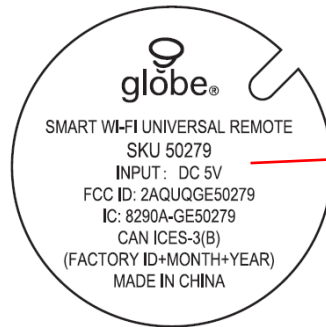 globe®
SMART WI-FI UNIVERSAL REMOTE
SKU 50279
INPUT: DC 5V
FCC ID: 2AQUQGE50279
IC: 8290A-GE50279
CAN ICES-3(B)
(FACTORY ID+MONTH+YEAR)
MADE IN CHINA